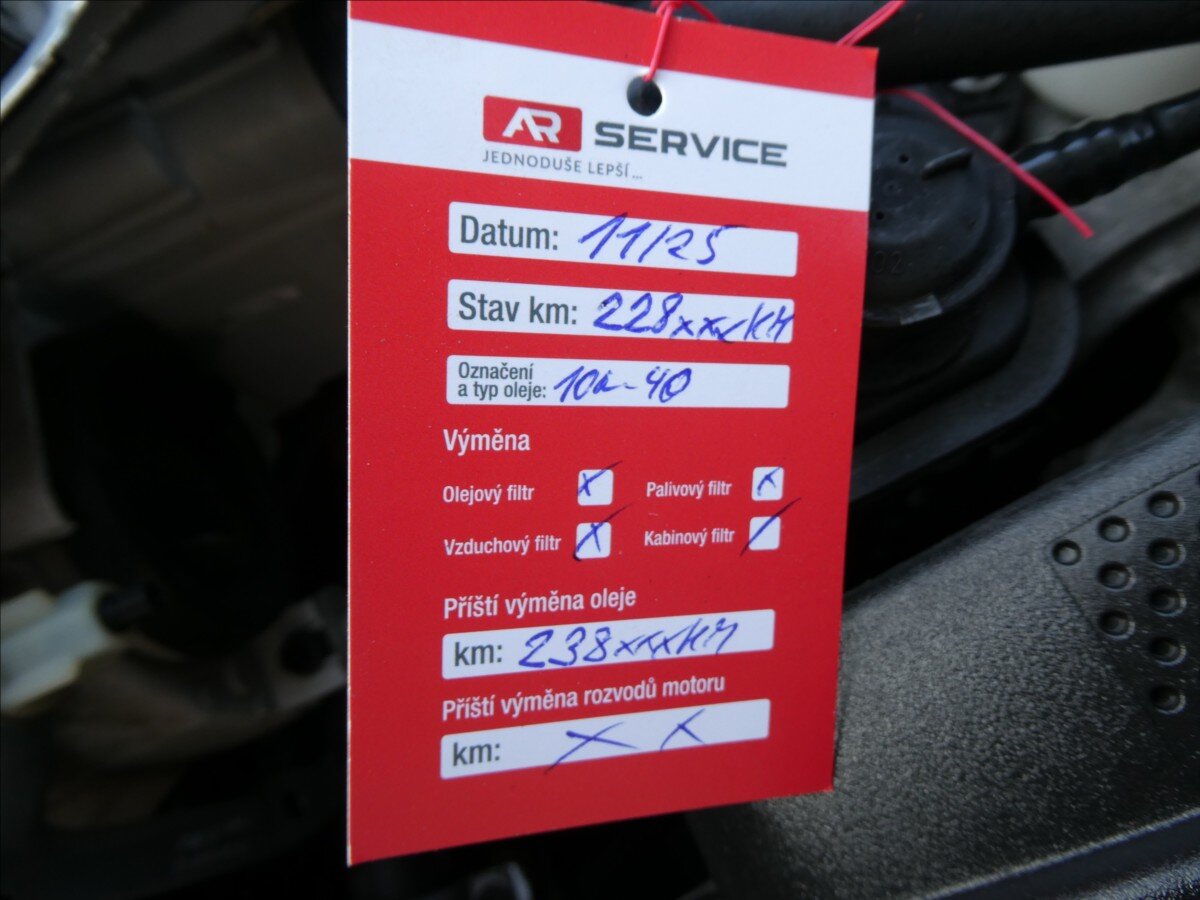 AR SERVICE
JEDNODUŠE LEPŠÍ...
Datum: 11/25
Stav km: 228xxxKM
Označení
a typ oleje: 10W-40
Výměna
Olejový filtr X Palivový filtr X
Vzduchový filtr X Kabinový filtr /
Příští výměna oleje
km: 238xxxKM
Příští výměna rozvodů motoru
km: X X